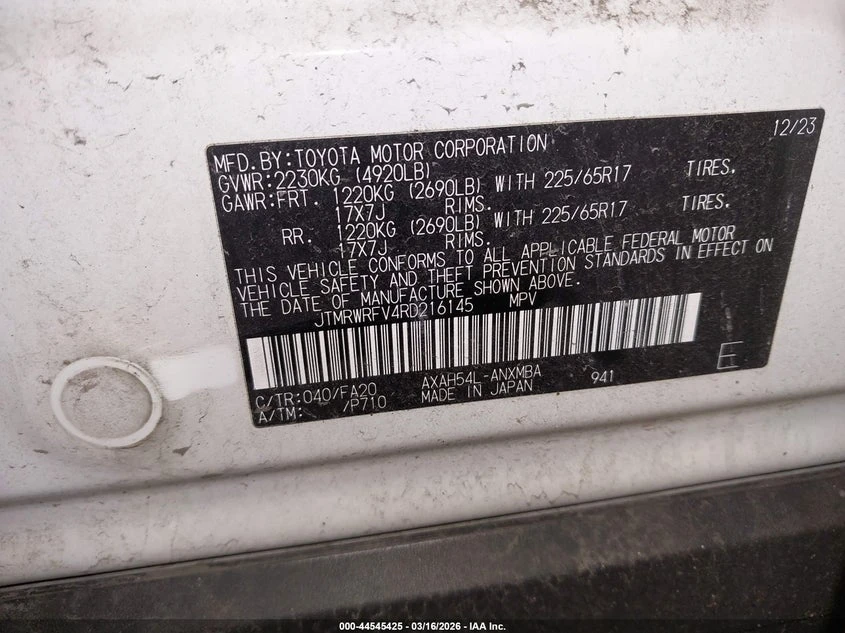 12/23
MFD.BY:TOYOTA MOTOR CORPORATION
GVWR:2230KG (4920LB)
GAWR:FRT. 1220KG (2690LB) WITH 225/65R17 TIRES.
17X7J RIMS.
RR. 1220KG (2690LB) WITH 225/65R17 TIRES.
17X7J RIMS.
THIS VEHICLE CONFORMS TO ALL APPLICABLE FEDERAL MOTOR
VEHICLE SAFETY AND THEFT PREVENTION STANDARDS IN EFFECT ON
THE DATE OF MANUFACTURE SHOWN ABOVE.
JTMRWRFV4RD216145 MPV
C/TR:040/FA20 AXAH54L-ANXMBA 941 E
A/TM: /P710 MADE IN JAPAN
000-44545425 - 03/16/2026 - IAA Inc.